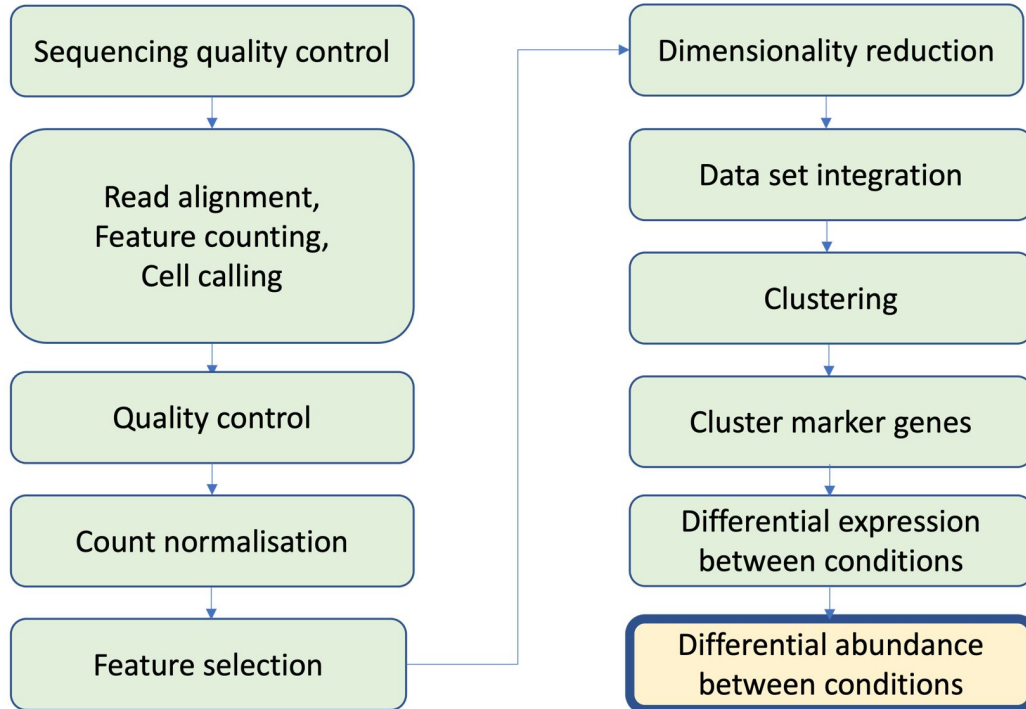 Sequencing quality control
Read alignment,
Feature counting,
Cell calling
Quality control
Count normalisation
Feature selection
Dimensionality reduction
Data set integration
Clustering
Cluster marker genes
Differential expression
between conditions
Differential abundance
between conditions